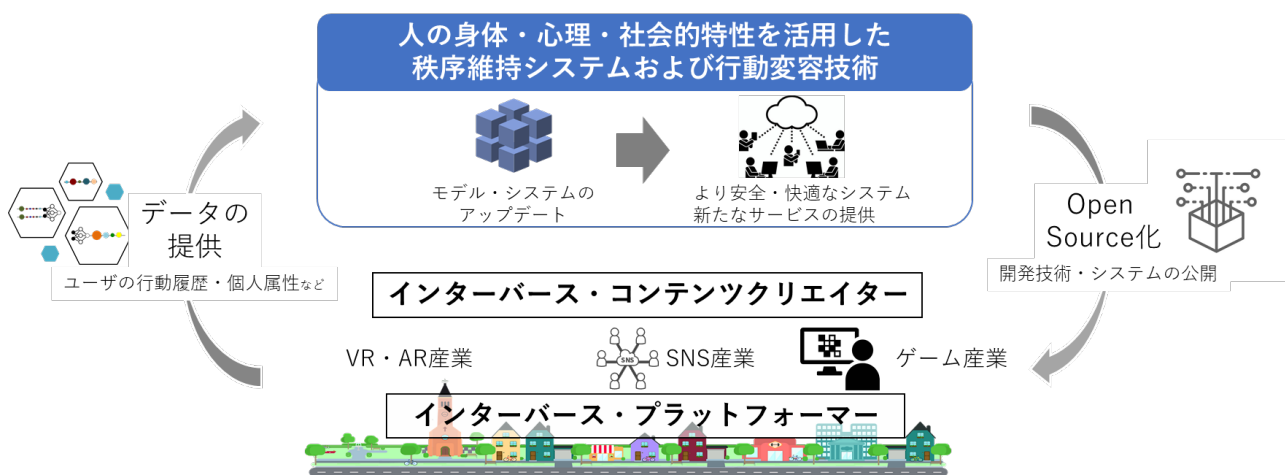 人の身体・心理・社会的特性を活用した
秩序維持システムおよび行動変容技術
モデル・システムの
アップデート
より安全・快適なシステム
新たなサービスの提供
データの
提供
ユーザの行動履歴・個人属性など
Open
Source化
開発技術・システムの公開
インターバース・コンテンツクリエイター
VR・AR産業
SNS
SNS産業
ゲーム産業
インターバース・プラットフォーマー